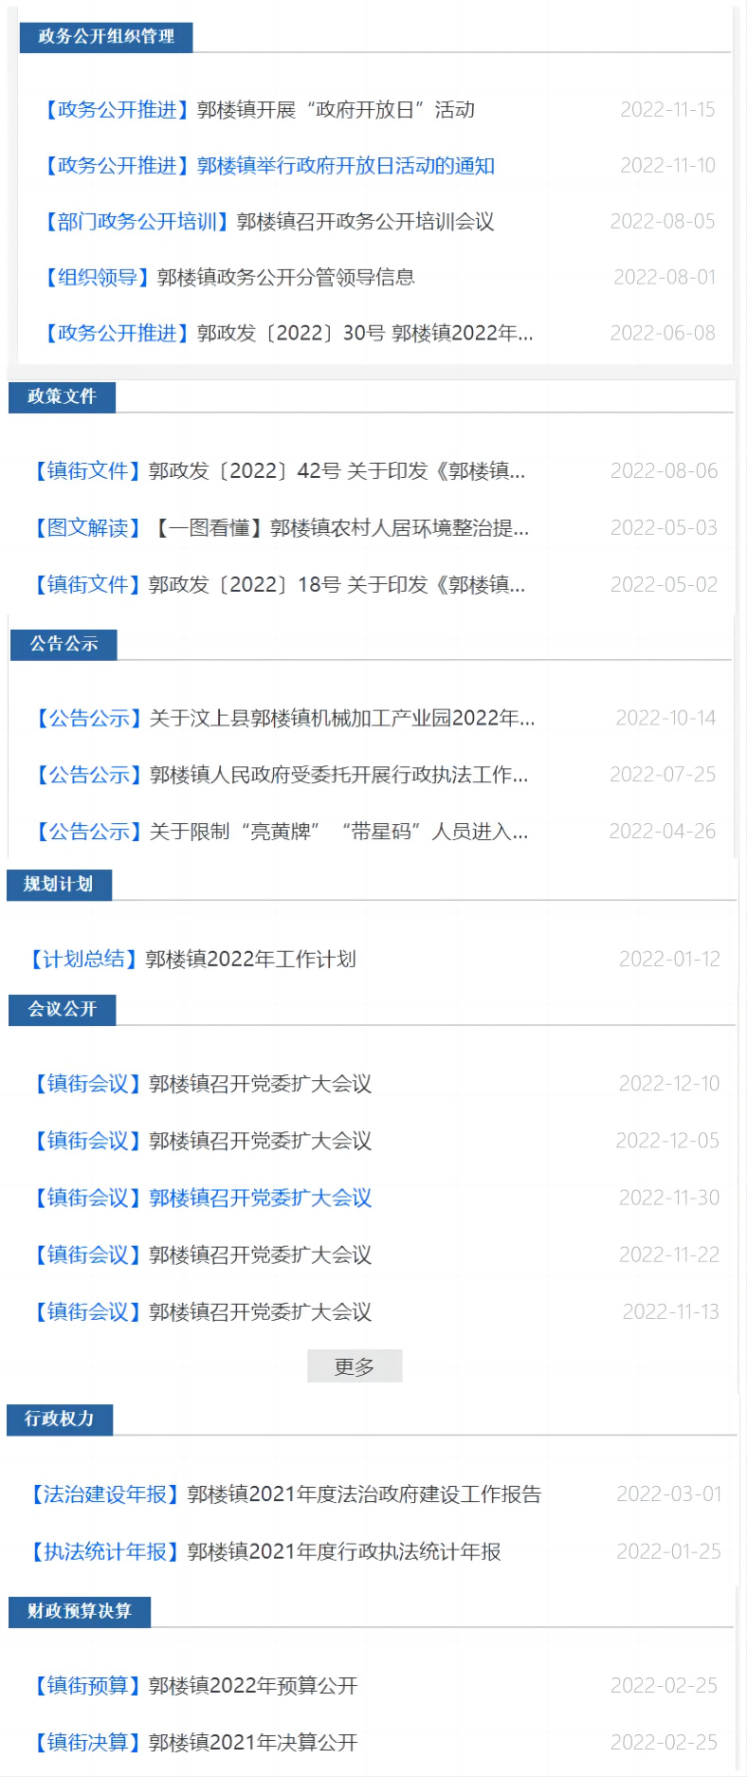 政务公开组织管理
【政务公开推进】郭楼镇开展“政府开放日”活动 2022-11-15
【政务公开推进】郭楼镇举行政府开放日活动的通知 2022-11-10
【部门政务公开培训】郭楼镇召开政务公开培训会议 2022-08-05
【组织领导】郭楼镇政务公开分管领导信息 2022-08-01
【政务公开推进】郭政发〔2022〕30号 郭楼镇2022年... 2022-06-08
政策文件
【镇街文件】郭政发〔2022〕42号 关于印发《郭楼镇... 2022-08-06
【图文解读】【一图看懂】郭楼镇农村人居环境整治提... 2022-05-03
【镇街文件】郭政发〔2022〕18号 关于印发《郭楼镇... 2022-05-02
公告公示
【公告公示】关于汶上县郭楼镇机械加工产业园2022年... 2022-10-14
【公告公示】郭楼镇人民政府受委托开展行政执法工作... 2022-07-25
【公告公示】关于限制“亮黄牌”“带星码”人员进入... 2022-04-26
规划计划
【计划总结】郭楼镇2022年工作计划 2022-01-12
会议公开
【镇街会议】郭楼镇召开党委扩大会议 2022-12-10
【镇街会议】郭楼镇召开党委扩大会议 2022-12-05
【镇街会议】郭楼镇召开党委扩大会议 2022-11-30
【镇街会议】郭楼镇召开党委扩大会议 2022-11-22
【镇街会议】郭楼镇召开党委扩大会议 2022-11-13
更多
行政权力
【法治建设年报】郭楼镇2021年度法治政府建设工作报告 2022-03-01
【执法统计年报】郭楼镇2021年度行政执法统计年报 2022-01-25
财政预算决算
【镇街预算】郭楼镇2022年预算公开 2022-02-25
【镇街决算】郭楼镇2021年决算公开 2022-02-25